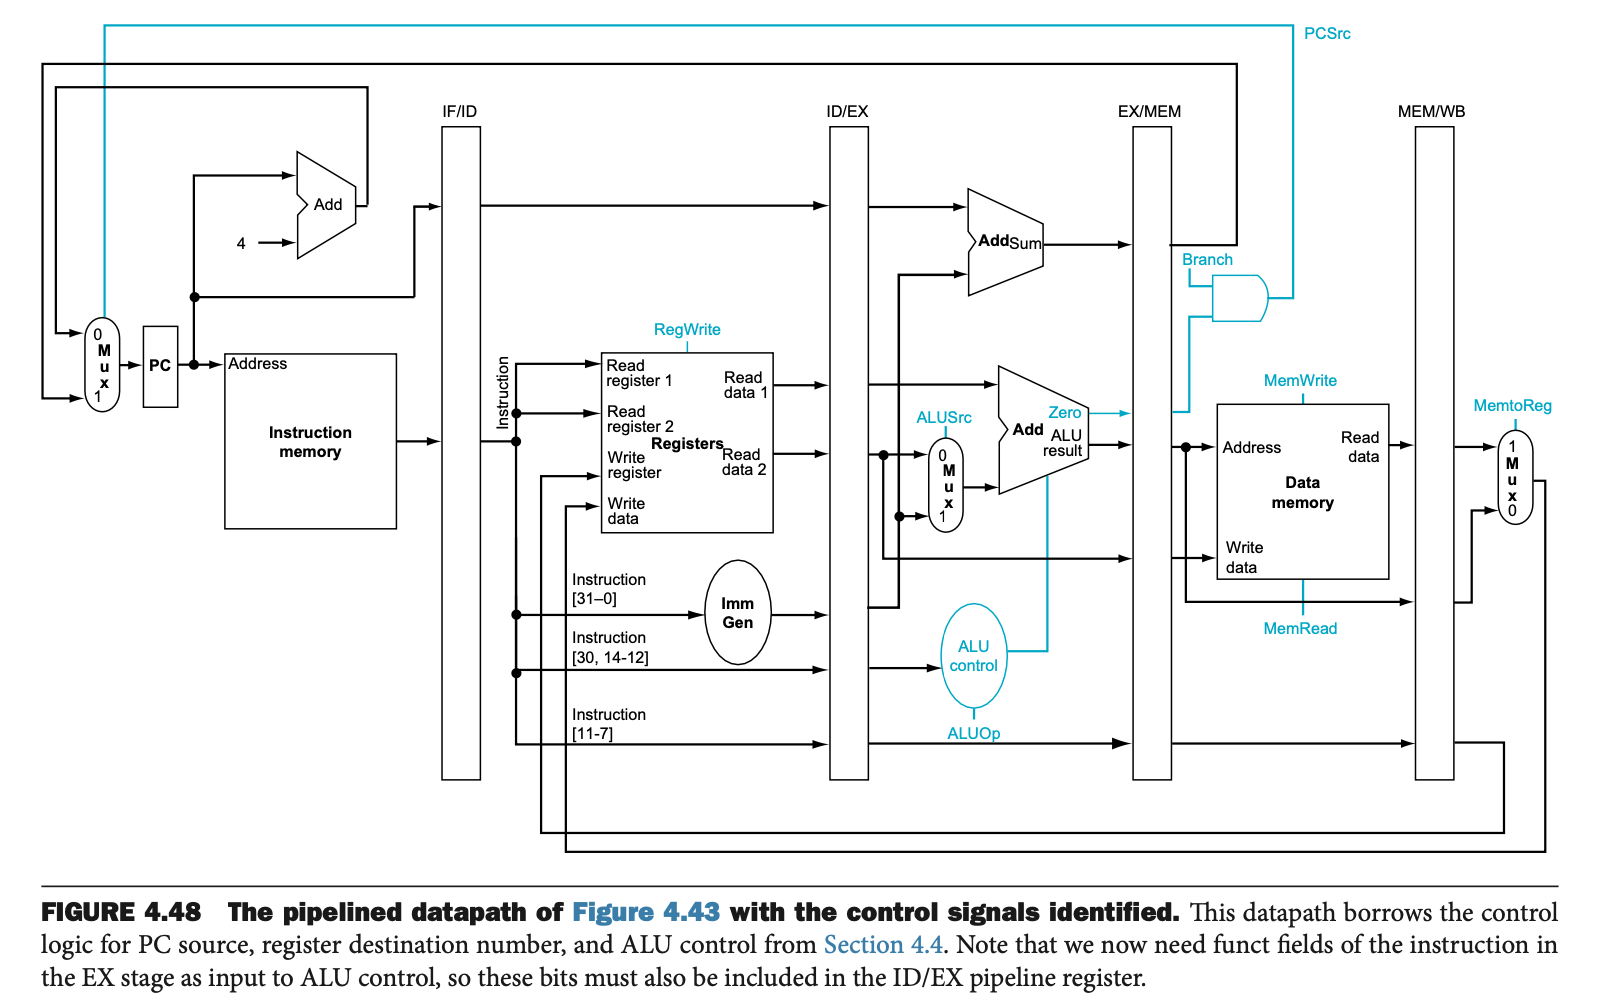 PCSrc
IF/ID
ID/EX
EX/MEM
MEM/WB
Add
4
AddSum
Branch
0
M
u
x
1
PC
Address
Instruction
memory
Instruction
RegWrite
Read
register 1
Read
register 2
Write
register
Write
data
Registers
Read
data 1
Read
data 2
ALUSrc
0
M
u
x
1
Zero
Add
ALU
result
MemWrite
Address
Read
data
Data
memory
Write
data
MemRead
MemtoReg
1
M
u
x
0
Instruction
[31–0]
Imm
Gen
Instruction
[30, 14-12]
ALU
control
Instruction
[11-7]
ALUOp
FIGURE 4.48 The pipelined datapath of Figure 4.43 with the control signals identified. This datapath borrows the control
logic for PC source, register destination number, and ALU control from Section 4.4. Note that we now need funct fields of the instruction in
the EX stage as input to ALU control, so these bits must also be included in the ID/EX pipeline register.